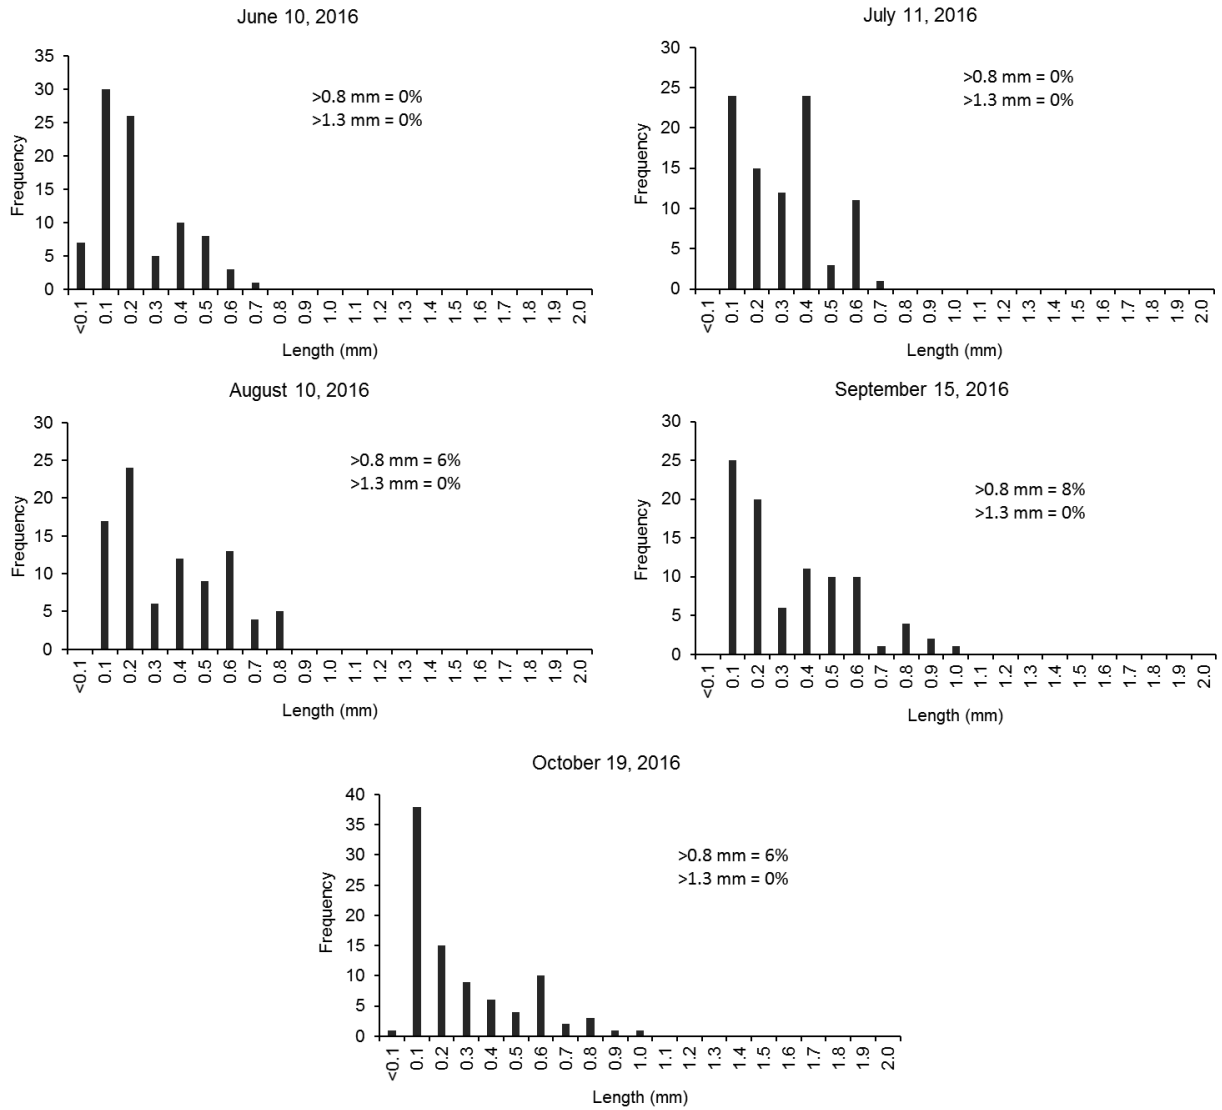 June 10, 2016
35
30
25
20
15
10
5
0
Frequency
>0.8 mm = 0%
>1.3 mm = 0%
<0.1 0.1 0.2 0.3 0.4 0.5 0.6 0.7 0.8 0.9 1.0 1.1 1.2 1.3 1.4 1.5 1.6 1.7 1.8 1.9 2.0
Length (mm)
July 11, 2016
30
25
20
15
10
5
0
Frequency
>0.8 mm = 0%
>1.3 mm = 0%
<0.1 0.1 0.2 0.3 0.4 0.5 0.6 0.7 0.8 0.9 1.0 1.1 1.2 1.3 1.4 1.5 1.6 1.7 1.8 1.9 2.0
Length (mm)
August 10, 2016
30
25
20
15
10
5
0
Frequency
>0.8 mm = 6%
>1.3 mm = 0%
<0.1 0.1 0.2 0.3 0.4 0.5 0.6 0.7 0.8 0.9 1.0 1.1 1.2 1.3 1.4 1.5 1.6 1.7 1.8 1.9 2.0
Length (mm)
September 15, 2016
30
25
20
15
10
5
0
Frequency
>0.8 mm = 8%
>1.3 mm = 0%
<0.1 0.1 0.2 0.3 0.4 0.5 0.6 0.7 0.8 0.9 1.0 1.1 1.2 1.3 1.4 1.5 1.6 1.7 1.8 1.9 2.0
Length (mm)
October 19, 2016
40
35
30
25
20
15
10
5
0
Frequency
>0.8 mm = 6%
>1.3 mm = 0%
<0.1 0.1 0.2 0.3 0.4 0.5 0.6 0.7 0.8 0.9 1.0 1.1 1.2 1.3 1.4 1.5 1.6 1.7 1.8 1.9 2.0
Length (mm)